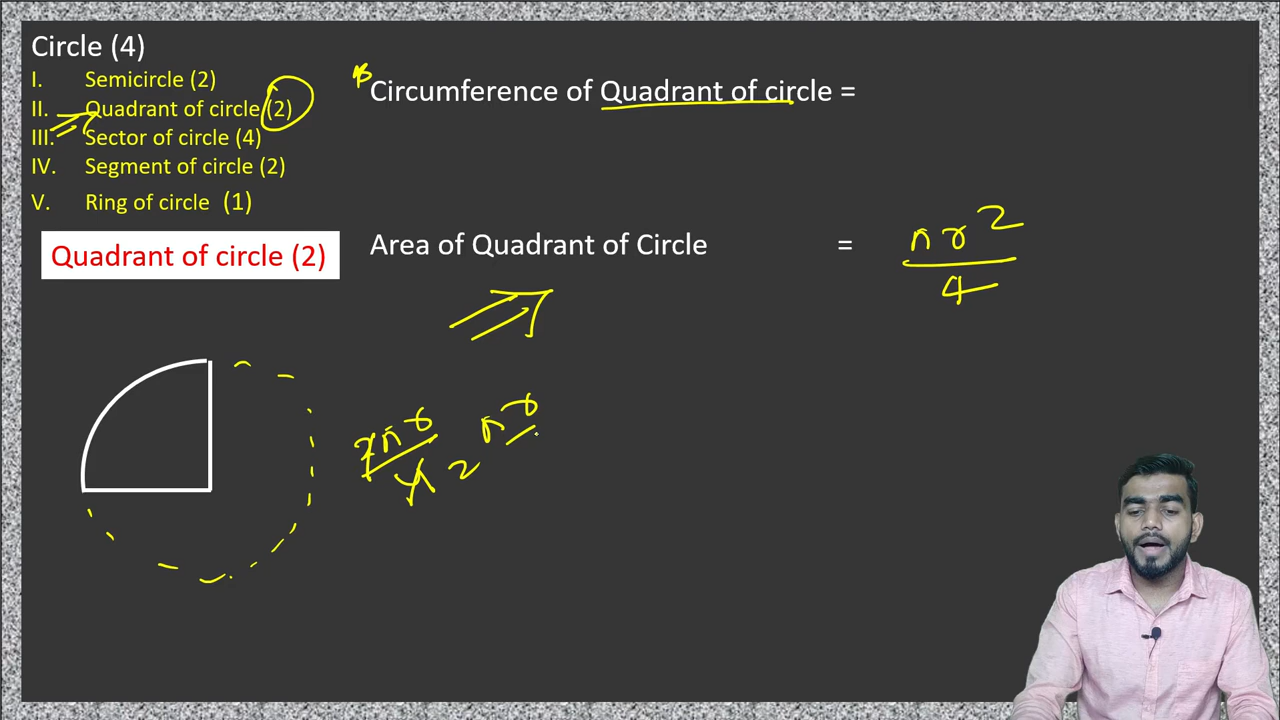 Circle (4)
I. Semicircle (2)
II. Quadrant of circle (2)
III. Sector of circle (4)
IV. Segment of circle (2)
V. Ring of circle (1)
Quadrant of circle (2)
Circumference of Quadrant of circle =
Area of Quadrant of Circle = πr²/4
2πr/4 2 πr